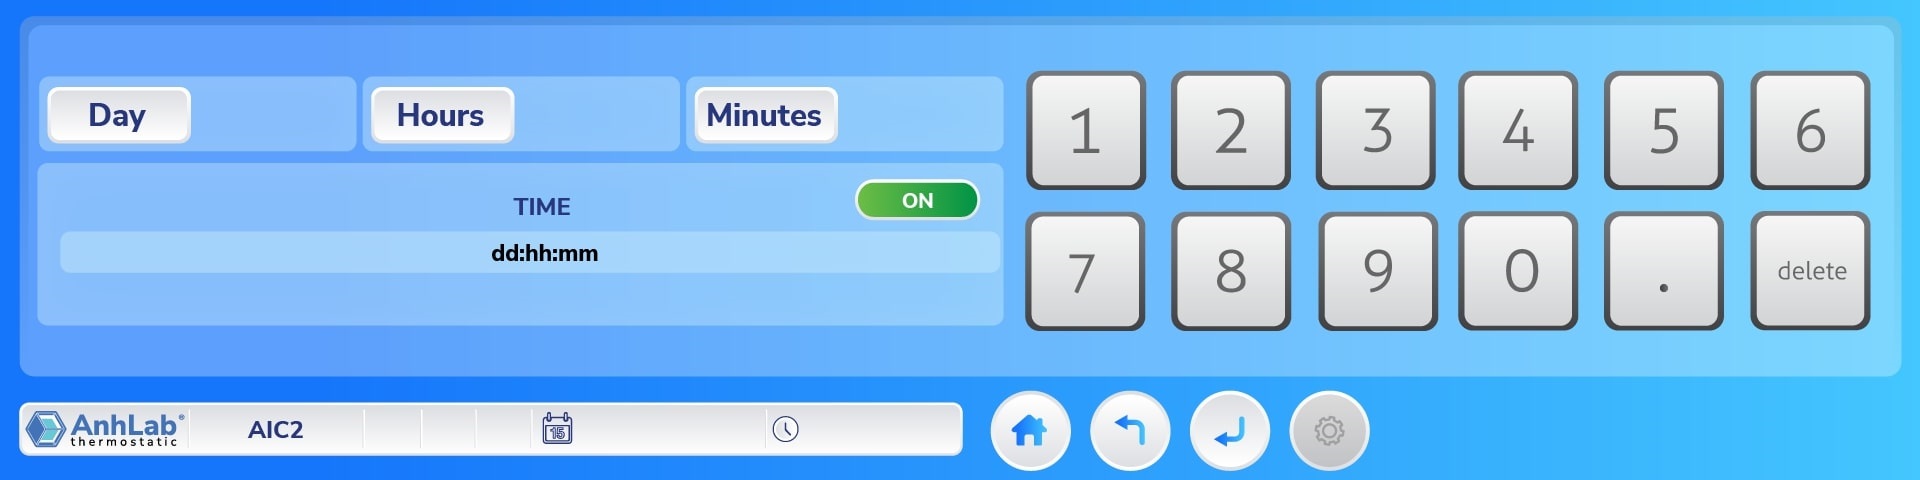 Day Hours Minutes
TIME ON
dd:hh:mm
1 2 3 4 5 6
7 8 9 0 . delete
AnhLab®
thermostatic
AIC2
15